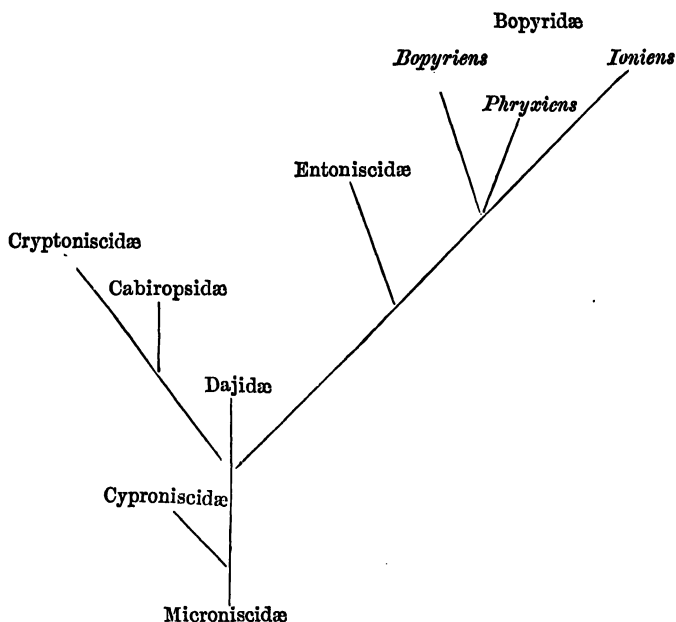 Bopyridæ
Bopyriens
Ioniens
Phryxiens
Entoniscidæ
Cryptoniscidæ
Cabiropsidæ
Dajidæ
Cyproniscidæ
Microniscidæ